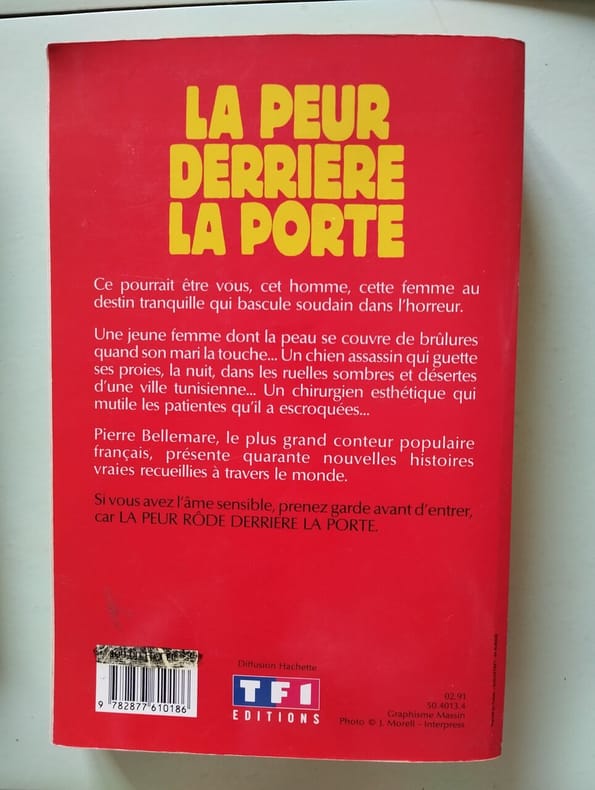 LA PEUR
DERRIERE
LA PORTE
Ce pourrait être vous, cet homme, cette femme au
destin tranquille qui bascule soudain dans l'horreur.
Une jeune femme dont la peau se couvre de brûlures
quand son mari la touche... Un chien assassin qui guette
ses proies, la nuit, dans les ruelles sombres et désertes
d'une ville tunisienne... Un chirurgien esthétique qui
mutile les patientes qu'il a escroquées...
Pierre Bellemare, le plus grand conteur populaire
français, présente quarante nouvelles histoires
vraies recueillies à travers le monde.
Si vous avez l'âme sensible, prenez garde avant d'entrer,
car LA PEUR RÔDE DERRIERE LA PORTE.
9 782877 610186
Diffusion Hachette
TF1
EDITIONS
02.91
50.4013.4
Graphisme Massin
Photo © J. Morell - Interpress